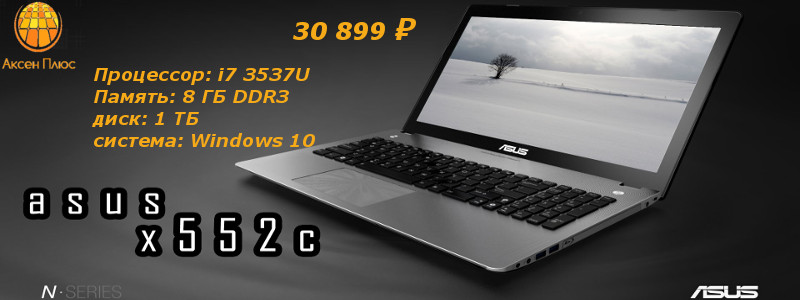 30 899 ₽
Аксен Плюс
Процессор: i7 3537U
Память: 8 ГБ DDR3
диск: 1 ТБ
система: Windows 10
ASUS
asus
x552c
N·SERIES
ASUS